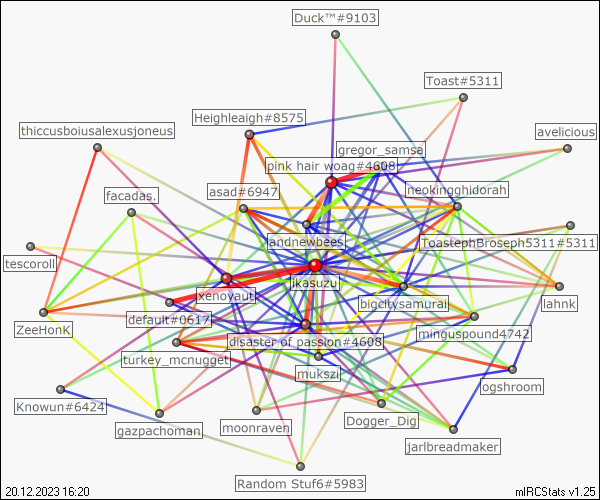 Duck™#9103
Toast#5311
Heighleaigh#8575
thiccusboiusalexusjoneus
avelicious
gregor_samsa
pink hair woag#4608
facadas.
asad#6947
neokingghidorah
landnewbees
ToastephBroseph5311#5311
tescoroll
ikasuzu
xenoyaut
bigcitysamurai
lahnk
default#0617
ZeeHonK
minguspound4742
disaster of passion#4608
turkey_mcnugget
mukszi
ogshroom
Knowun#6424
Dogger_Dig
moonraven
gazpachoman
jarlbreadmaker
Random Stuf6#5983
20.12.2023 16:20
mIRCStats v1.25